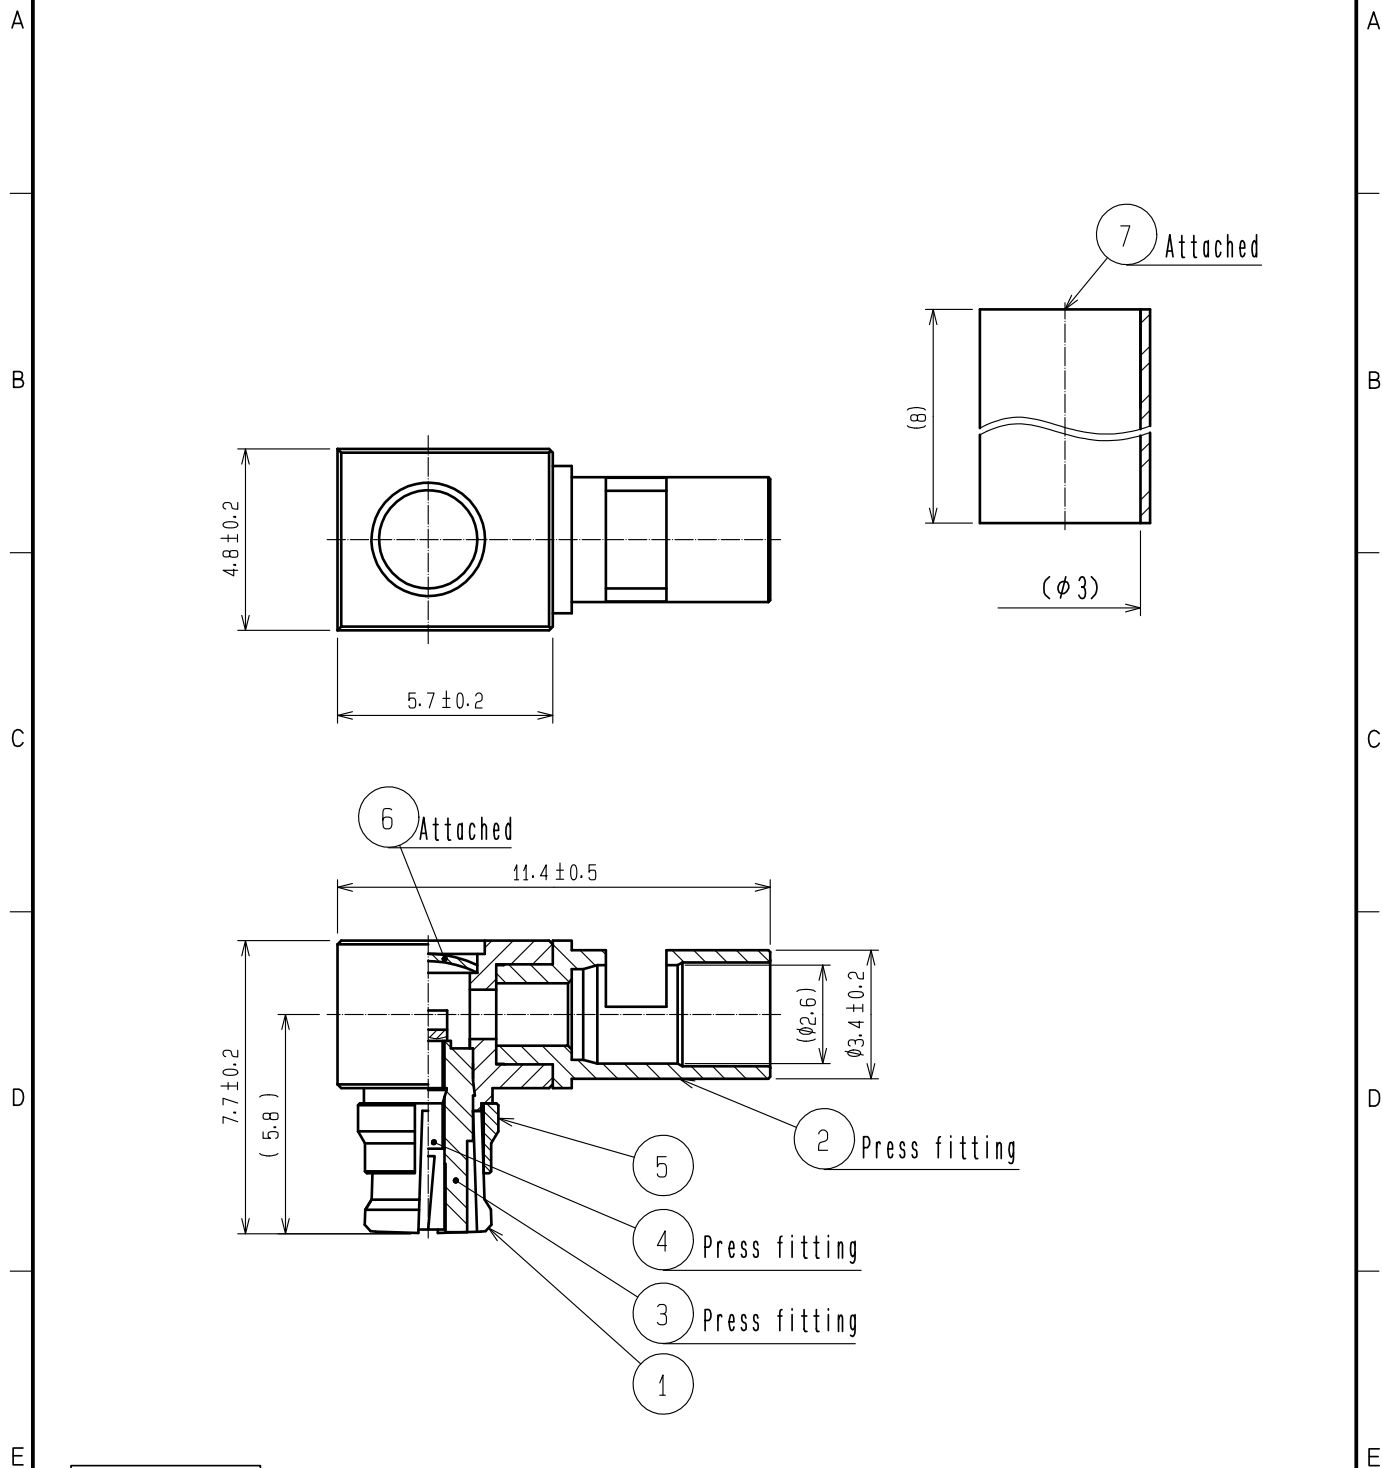 A
A
7 Attached
B
(8)
B
4.8±0.2
(φ3)
5.7±0.2
C
C
6 Attached
11.4±0.5
7.7±0.2
(5.8)
(φ2.6)
φ3.4±0.2
D
D
2 Press fitting
5
4 Press fitting
3 Press fitting
1
E
E